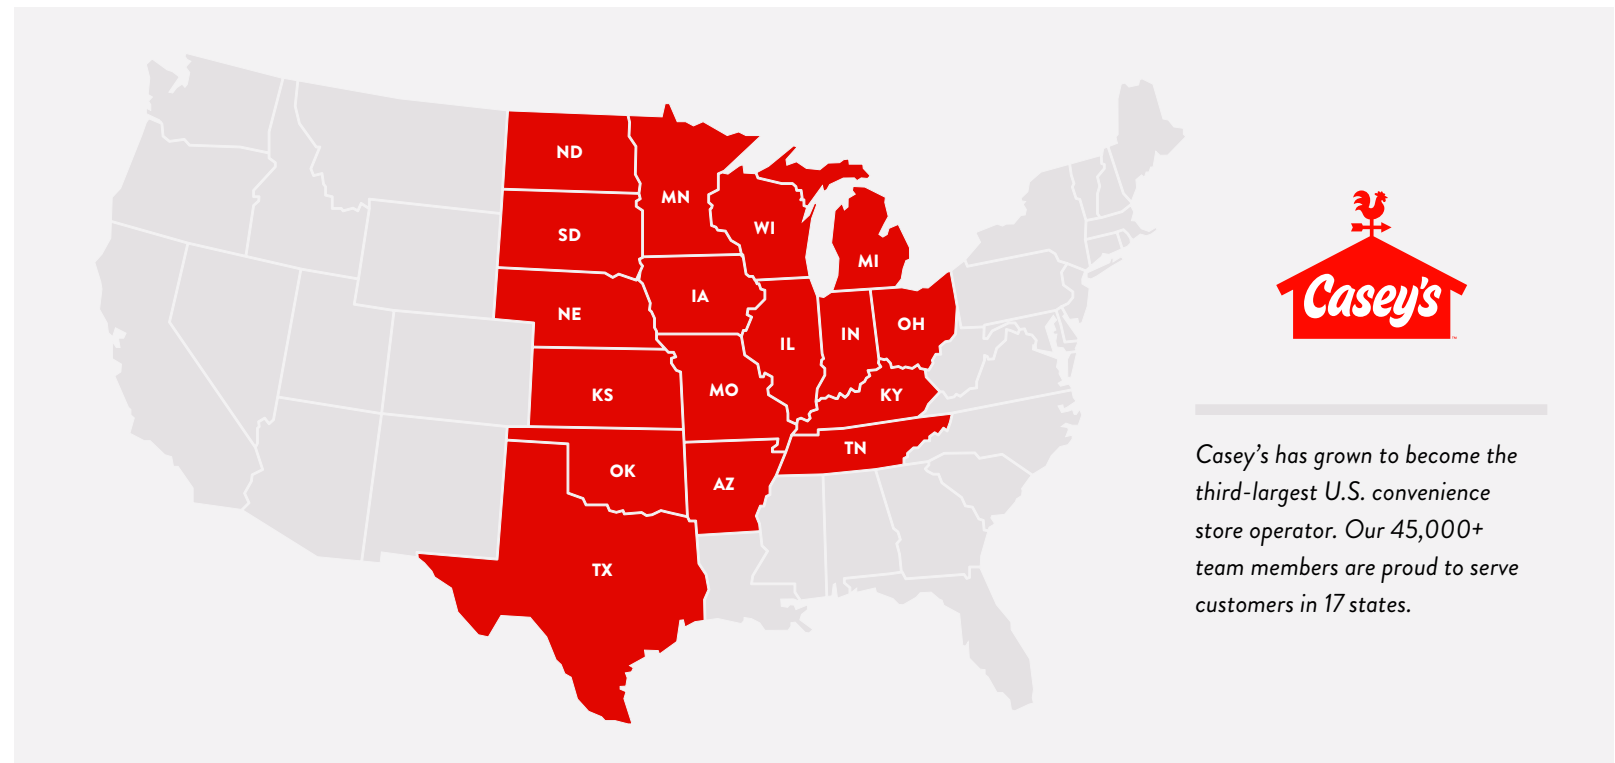 ND
MN
SD
WI
MI
IA
NE
OH
IN
IL
MO
KS
KY
TN
OK
AZ
TX
Casey's
™
Casey's has grown to become the
third-largest U.S. convenience
store operator. Our 45,000+
team members are proud to serve
customers in 17 states.